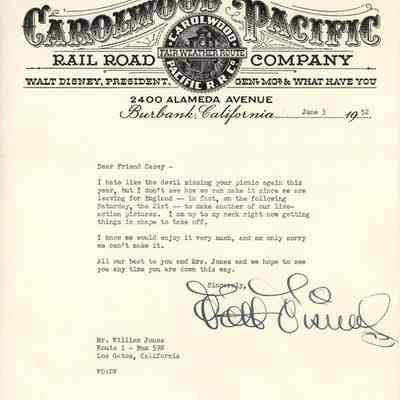 CAROLWOOD PACIFIC
CAROLWOOD
FAIR WEATHER ROUTE
PACIFIC R.R. Co
RAIL ROAD COMPANY
WALT DISNEY, PRESIDENT, GENL MGR & WHAT HAVE YOU
2400 ALAMEDA AVENUE
Burbank, California June 3 1952
Dear Friend Casey -
I hate like the devil missing your picnic again this
year, but I don't see how we can make it since we are
leaving for England -- in fact, on the following
Saturday, the 21st -- to make another of our live-
action pictures. I am up to my neck right now getting
things in shape to take off.
I know we would enjoy it very much, and am only sorry
we can't make it.
All our best to you and Mrs. Jones and we hope to see
you any time you are down this way.
Sincerely,
Walt Disney
Mr. William Jones
Route 1 - Box 598
Los Gatos, California
WD:DV